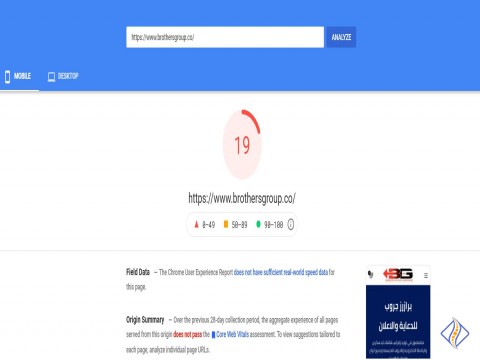 https://www.brothersgroup.co/
ANALYZE
MOBILE
DESKTOP
19
https://www.brothersgroup.co/
0–49
50–89
90–100
Field Data — The Chrome User Experience Report does not have sufficient real-world speed data for
this page.
Origin Summary — Over the previous 28-day collection period, the aggregate experience of all pages
served from this origin does not pass the Core Web Vitals assessment. To view suggestions tailored to
each page, analyze individual page URLs.
BG
برازرز جروب
للدعاية والاعلان